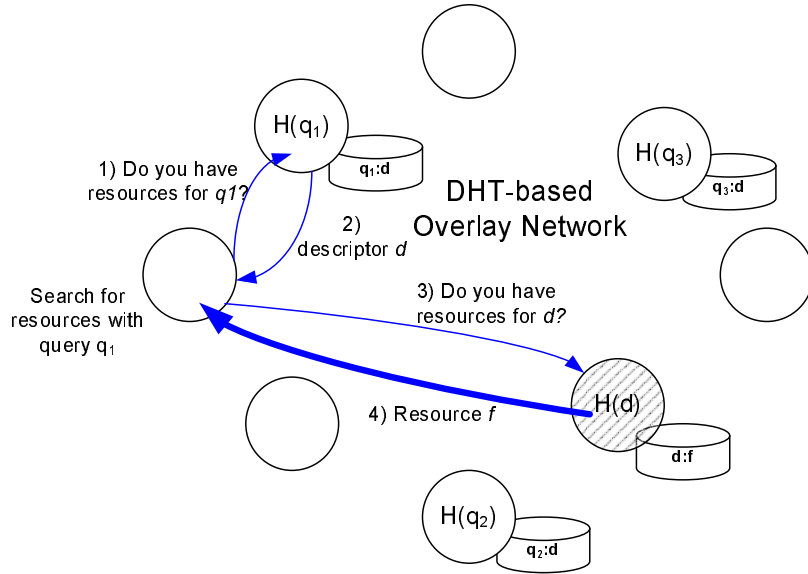 H(q1)
q1:d
H(q3)
q3:d
1) Do you have
resources for q1?
DHT-based
Overlay Network
2)
descriptor d
Search for
resources with
query q1
3) Do you have
resources for d?
4) Resource f
H(d)
d:f
H(q2)
q2:d